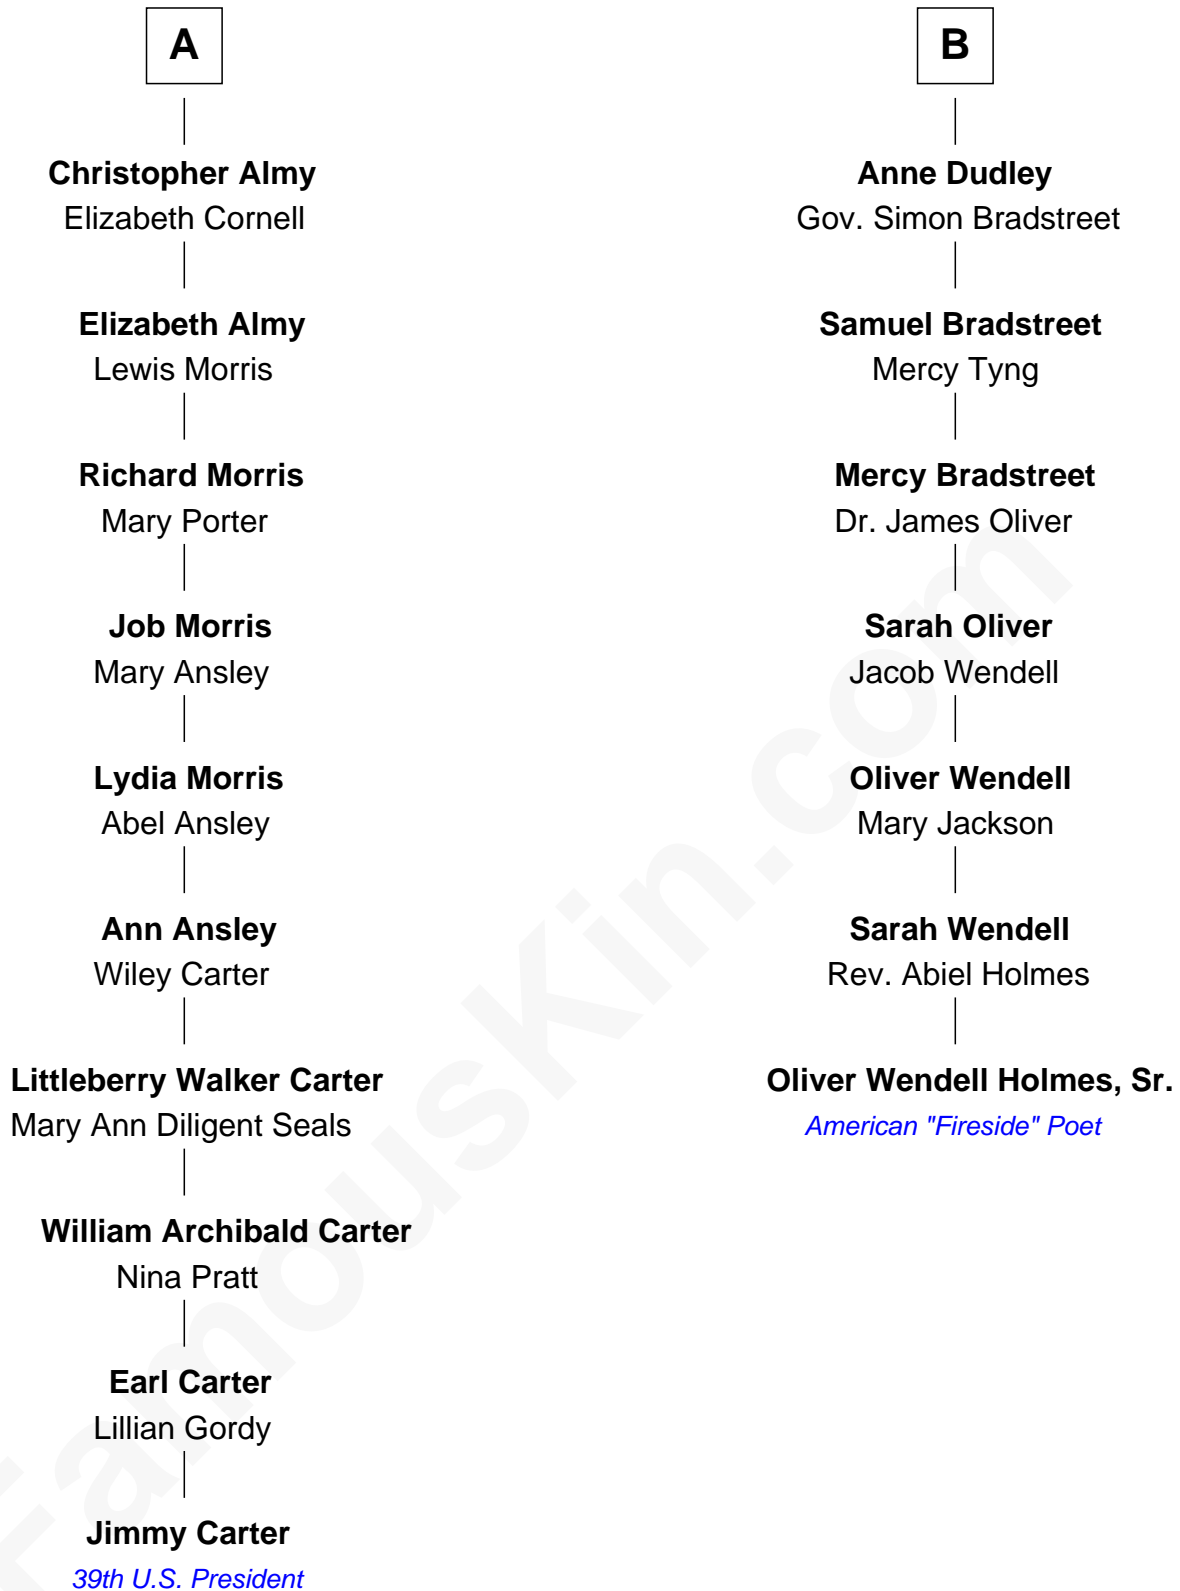 A
Christopher Almy
Elizabeth Cornell
Elizabeth Almy
Lewis Morris
Richard Morris
Mary Porter
Job Morris
Mary Ansley
Lydia Morris
Abel Ansley
Ann Ansley
Wiley Carter
Littleberry Walker Carter
Mary Ann Diligent Seals
William Archibald Carter
Nina Pratt
Earl Carter
Lillian Gordy
Jimmy Carter
39th U.S. President
B
Anne Dudley
Gov. Simon Bradstreet
Samuel Bradstreet
Mercy Tyng
Mercy Bradstreet
Dr. James Oliver
Sarah Oliver
Jacob Wendell
Oliver Wendell
Mary Jackson
Sarah Wendell
Rev. Abiel Holmes
Oliver Wendell Holmes, Sr.
American "Fireside" Poet
FamousKin.com